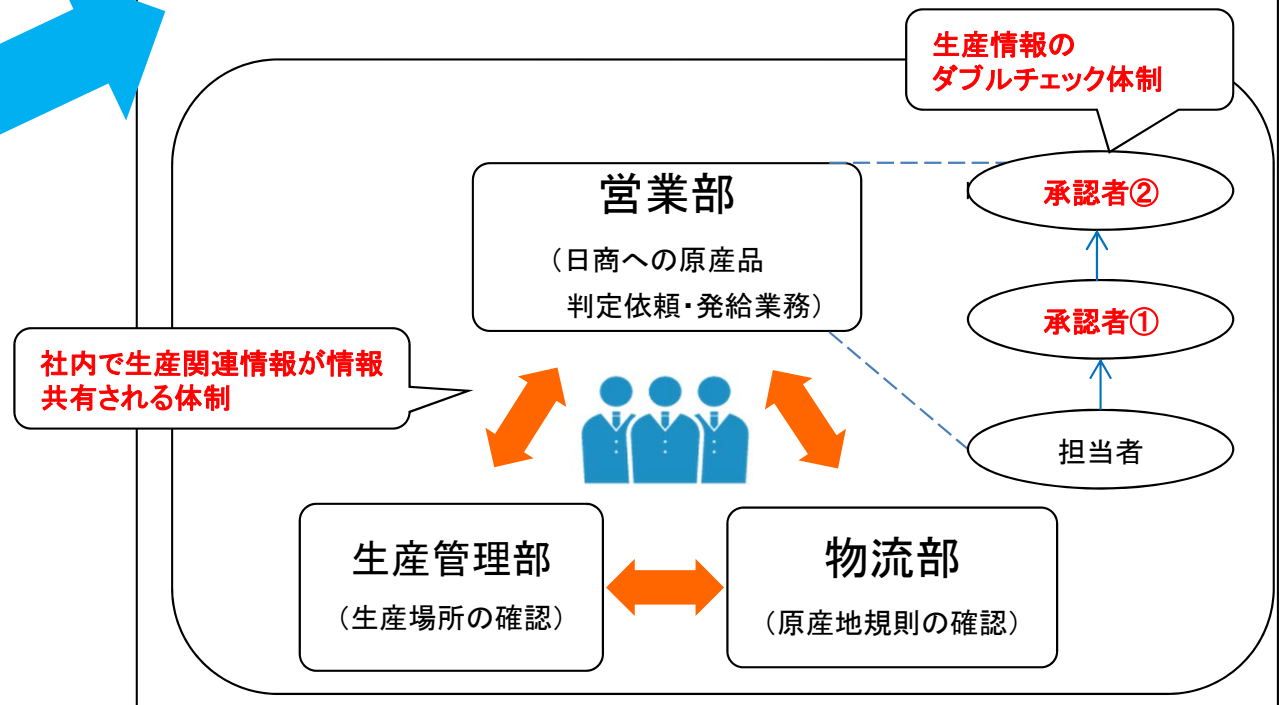 生産情報の
ダブルチェック体制
営業部
（日商への原産品
判定依頼・発給業務）
承認者②
承認者①
担当者
社内で生産関連情報が情報
共有される体制
生産管理部
（生産場所の確認）
物流部
（原産地規則の確認）